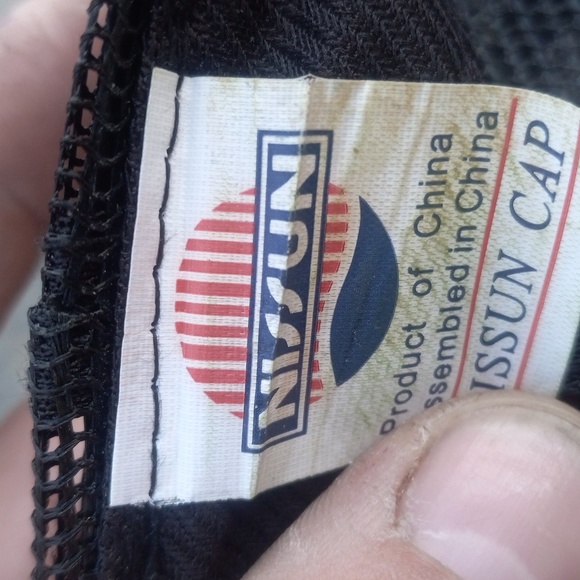 NISSUN
Product of China
ssembled in China
ISSUN CAP